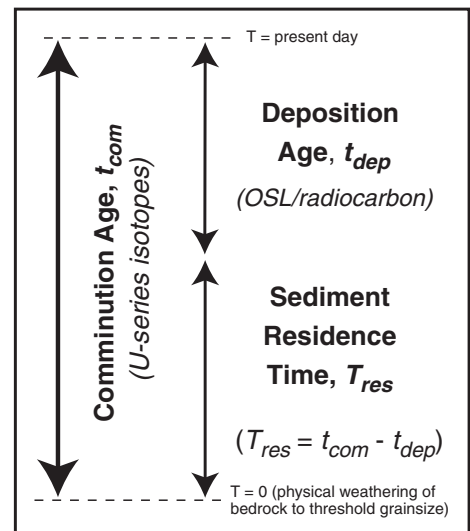 T = present day
Comminution Age, t_com
(U-series isotopes)
Deposition
Age, t_dep
(OSL/radiocarbon)
Sediment
Residence
Time, T_res
(T_res = t_com - t_dep)
T = 0 (physical weathering of
bedrock to threshold grainsize)